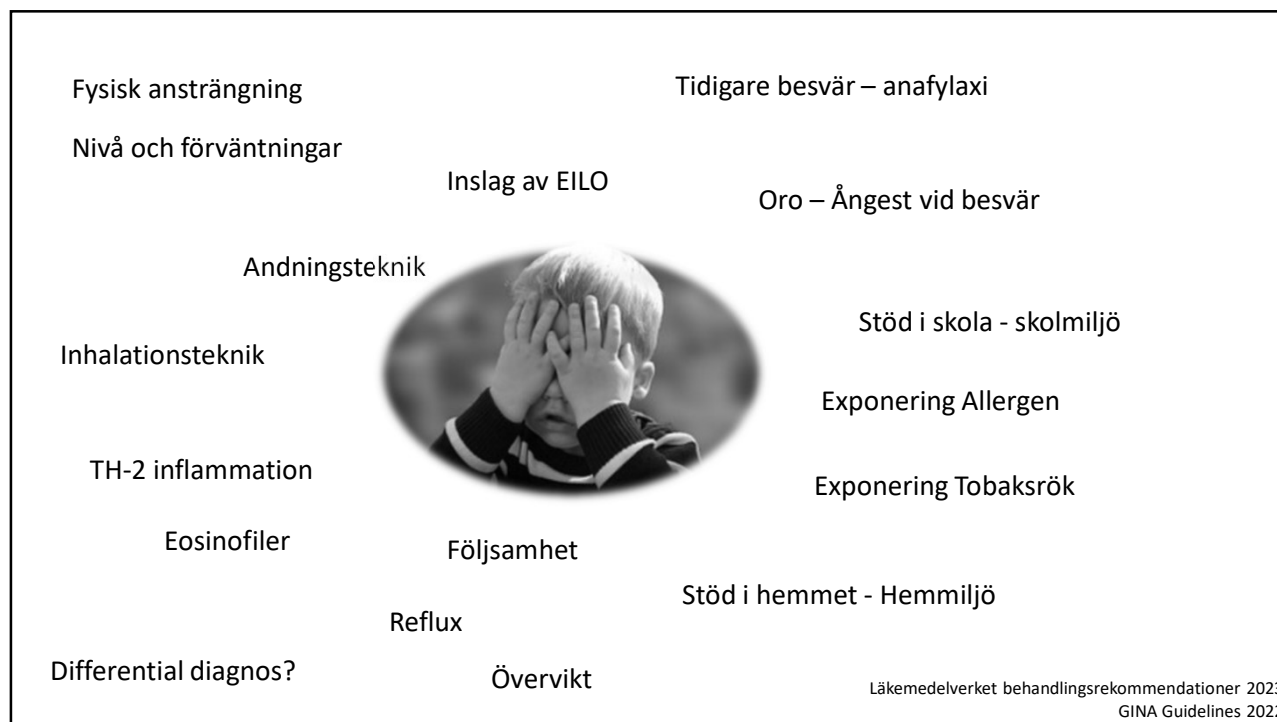 Fysisk ansträngning
Tidigare besvär – anafylaxi
Nivå och förväntningar
Inslag av EILO
Oro – Ångest vid besvär
Andningsteknik
Stöd i skola - skolmiljö
Inhalationsteknik
Exponering Allergen
TH-2 inflammation
Exponering Tobaksrök
Eosinofiler
Följsamhet
Stöd i hemmet - Hemmiljö
Reflux
Differential diagnos?
Övervikt
Läkemedelverket behandlingsrekommendationer 2023
GINA Guidelines 2022